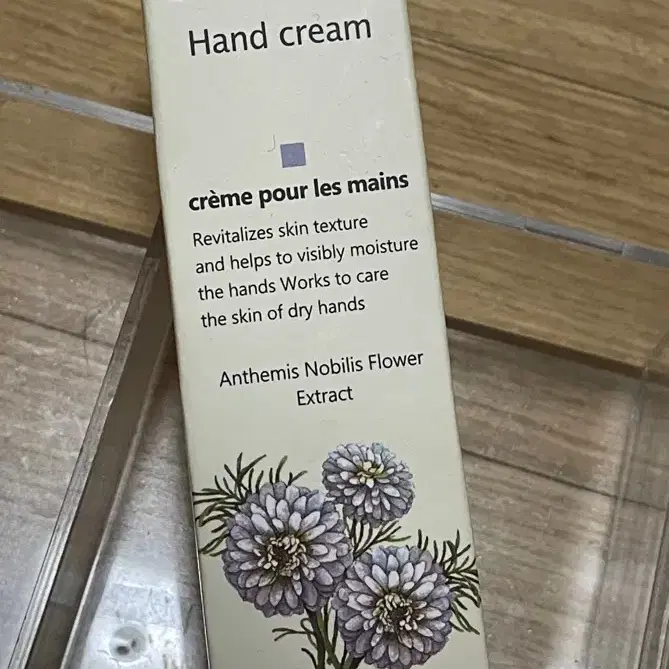 Hand cream
crème pour les mains
Revitalizes skin texture
and helps to visibly moisture
the hands Works to care
the skin of dry hands
Anthemis Nobilis Flower
Extract